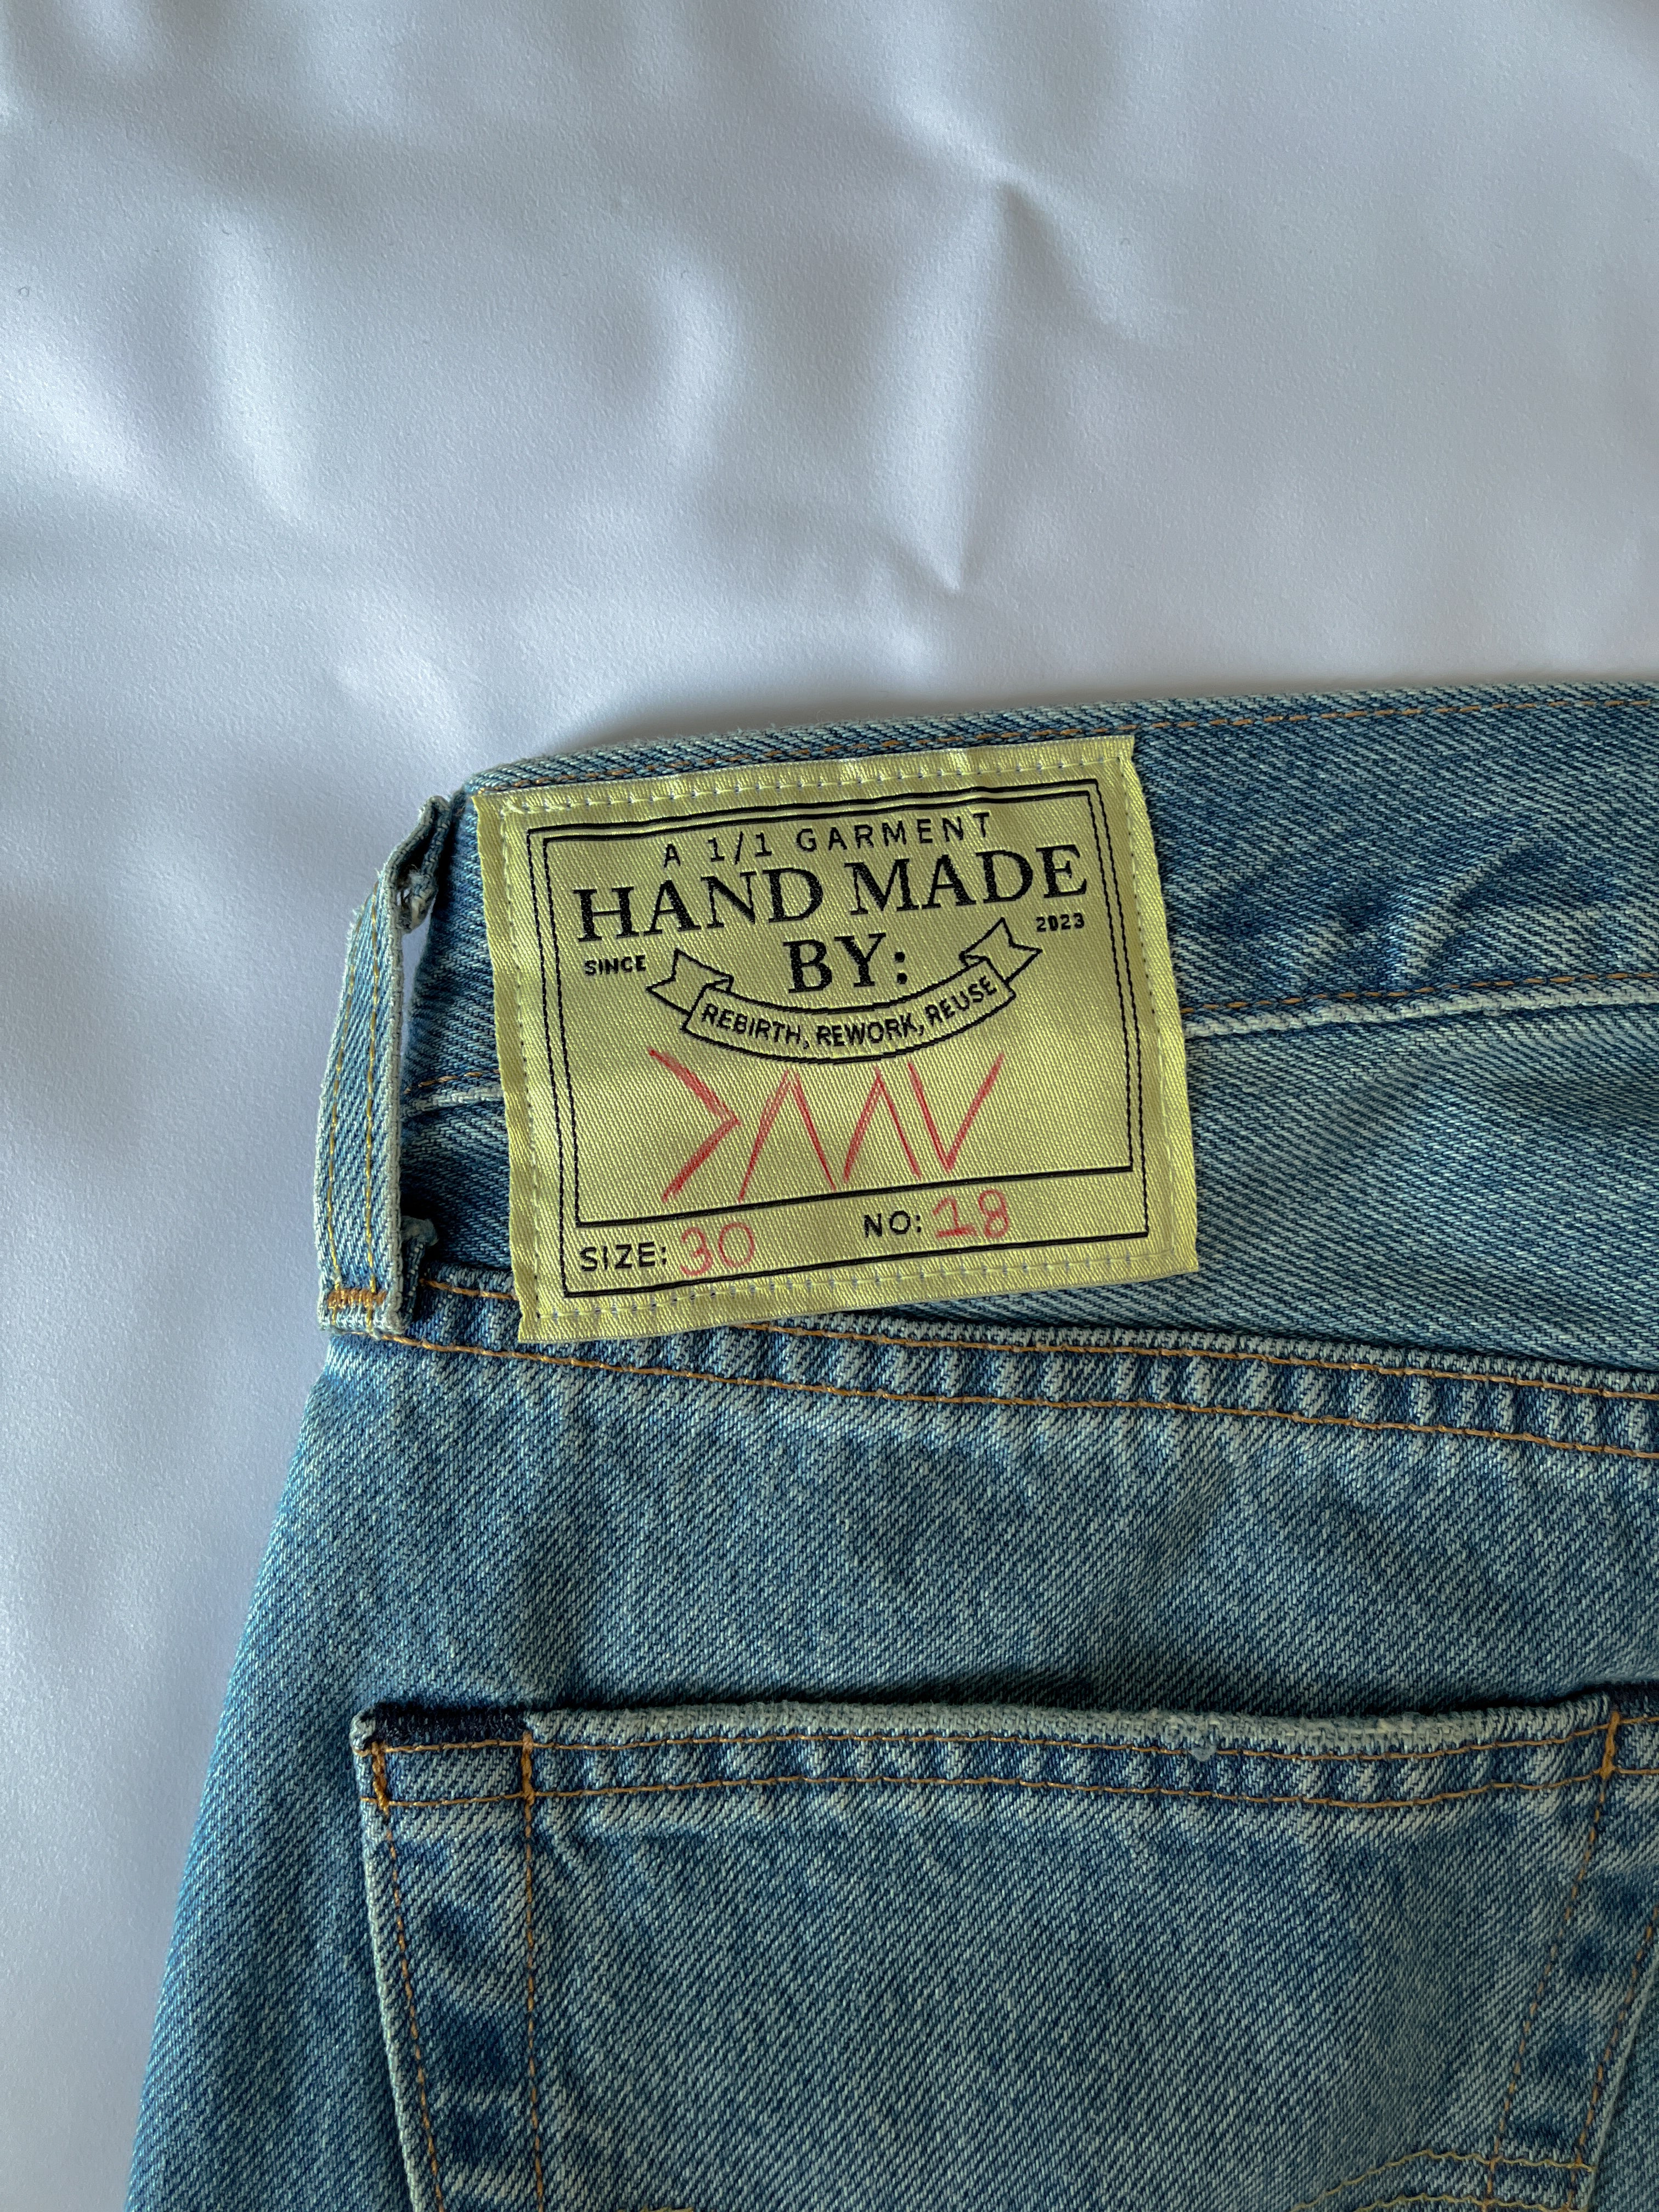 A 1/1 GARMENT
HAND MADE
SINCE BY: 2023
REBIRTH, REWORK, REUSE
SIZE: 30 NO: 18